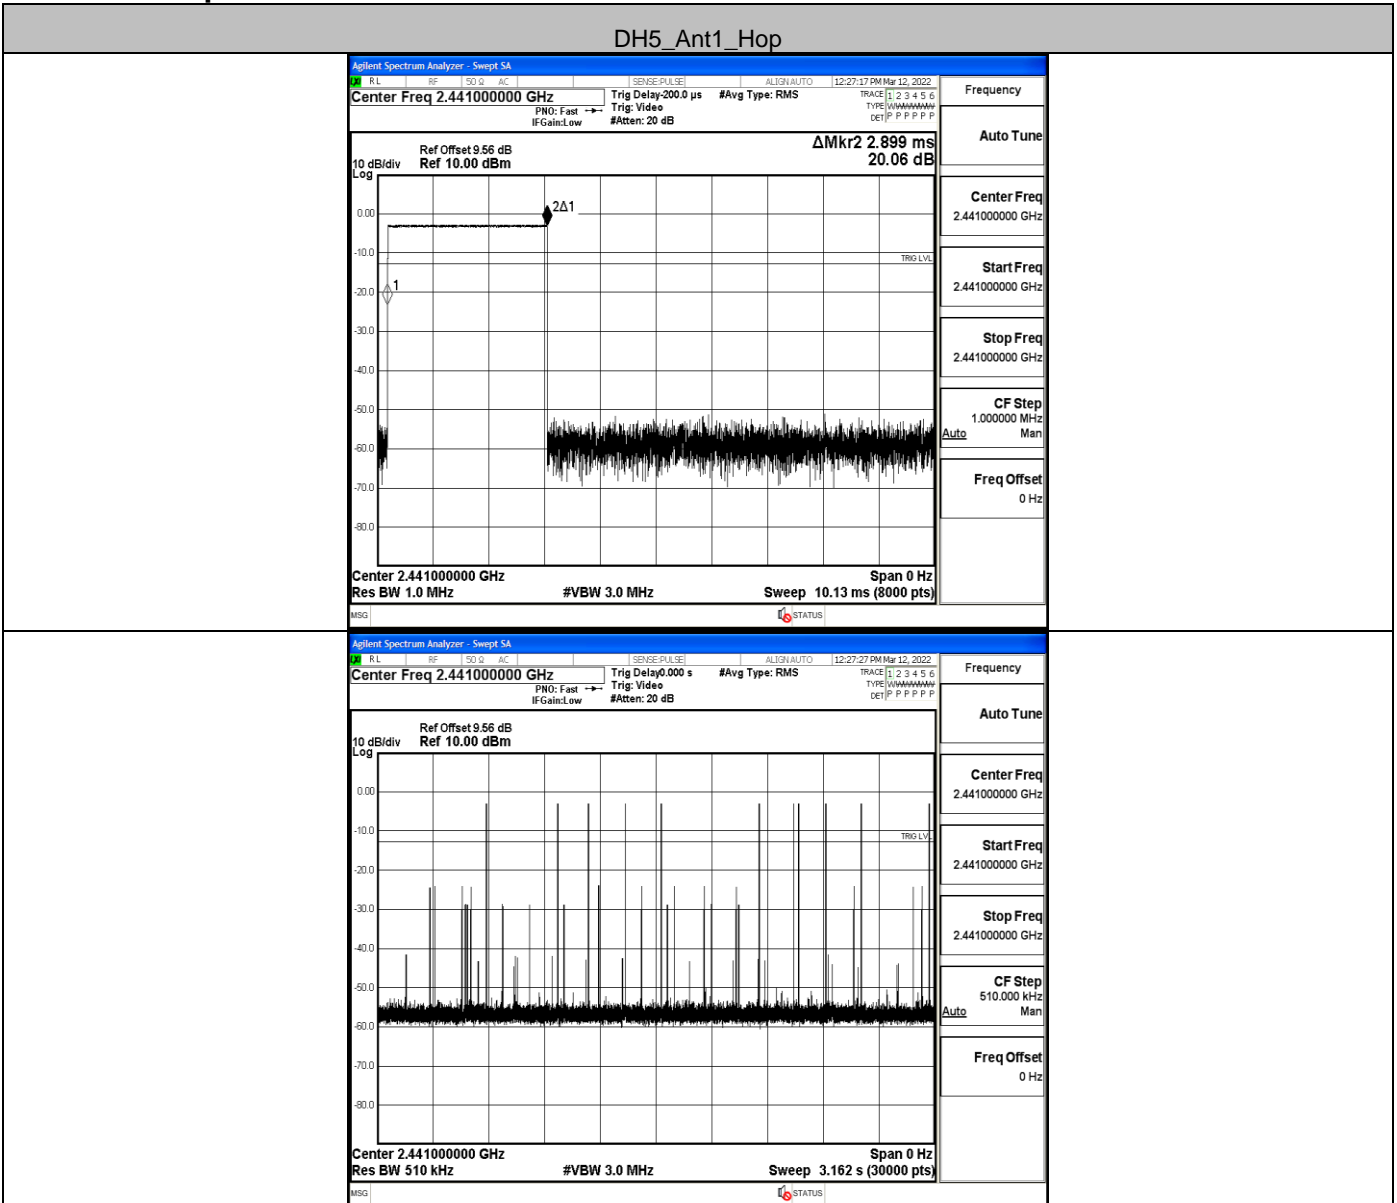 DH5_Ant1_Hop
Agilent Spectrum Analyzer - Swept SA
RL RF 50 Ω AC SENSE:PULSE ALIGNAUTO 12:27:17 PM Mar 12, 2022
Center Freq 2.441000000 GHz
PNO: Fast
IFGain:Low
Trig Delay-200.0 µs
Trig: Video
#Atten: 20 dB
#Avg Type: RMS
TRACE 1 2 3 4 5 6
TYPE
DET P P P P P P
Frequency
ΔMkr2 2.899 ms
20.06 dB
Ref Offset 9.56 dB
10 dB/div Ref 10.00 dBm
Log
0.00
-10.0
-20.0
-30.0
-40.0
-50.0
-60.0
-70.0
-80.0
2Δ1
1
TRIG LVL
Center 2.441000000 GHz Span 0 Hz
Res BW 1.0 MHz #VBW 3.0 MHz Sweep 10.13 ms (8000 pts)
MSG STATUS
Auto Tune
Center Freq
2.441000000 GHz
Start Freq
2.441000000 GHz
Stop Freq
2.441000000 GHz
CF Step
1.000000 MHz
Auto Man
Freq Offset
0 Hz
Agilent Spectrum Analyzer - Swept SA
RL RF 50 Ω AC SENSE:PULSE ALIGNAUTO 12:27:27 PM Mar 12, 2022
Center Freq 2.441000000 GHz
PNO: Fast
IFGain:Low
Trig Delay0.000 s
Trig: Video
#Atten: 20 dB
#Avg Type: RMS
TRACE 1 2 3 4 5 6
TYPE
DET P P P P P P
Frequency
Ref Offset 9.56 dB
10 dB/div Ref 10.00 dBm
Log
0.00
-10.0
-20.0
-30.0
-40.0
-50.0
-60.0
-70.0
-80.0
TRIG LVL
Center 2.441000000 GHz Span 0 Hz
Res BW 510 kHz #VBW 3.0 MHz Sweep 3.162 s (30000 pts)
MSG STATUS
Auto Tune
Center Freq
2.441000000 GHz
Start Freq
2.441000000 GHz
Stop Freq
2.441000000 GHz
CF Step
510.000 kHz
Auto Man
Freq Offset
0 Hz